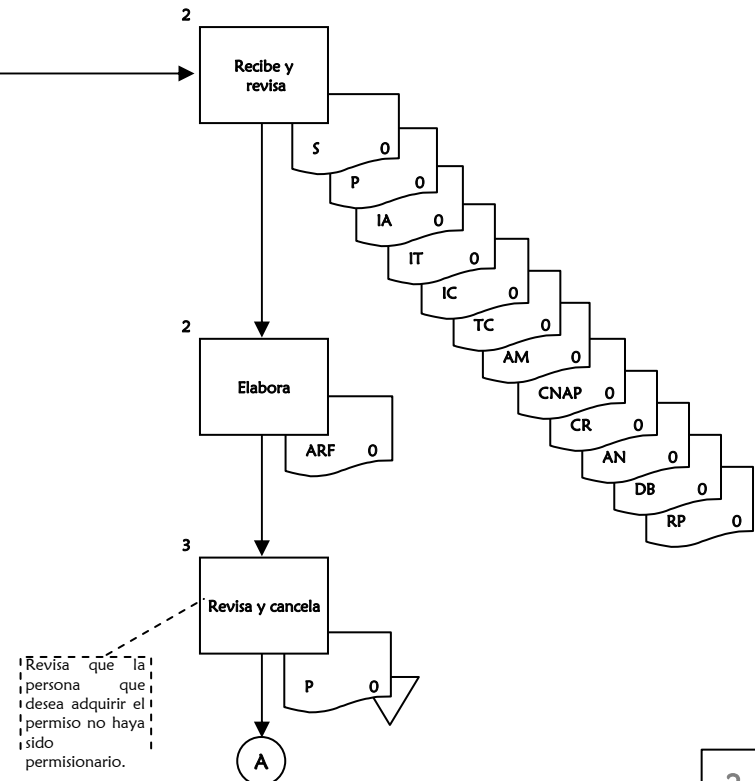 2
Recibe y
revisa
S 0
P 0
IA 0
IT 0
IC 0
TC 0
AM 0
CNAP 0
CR 0
AN 0
DB 0
RP 0
2
Elabora
ARF 0
3
Revisa y cancela
P 0
Revisa que la
persona que
desea adquirir el
permiso no haya
sido
permisionario.
A